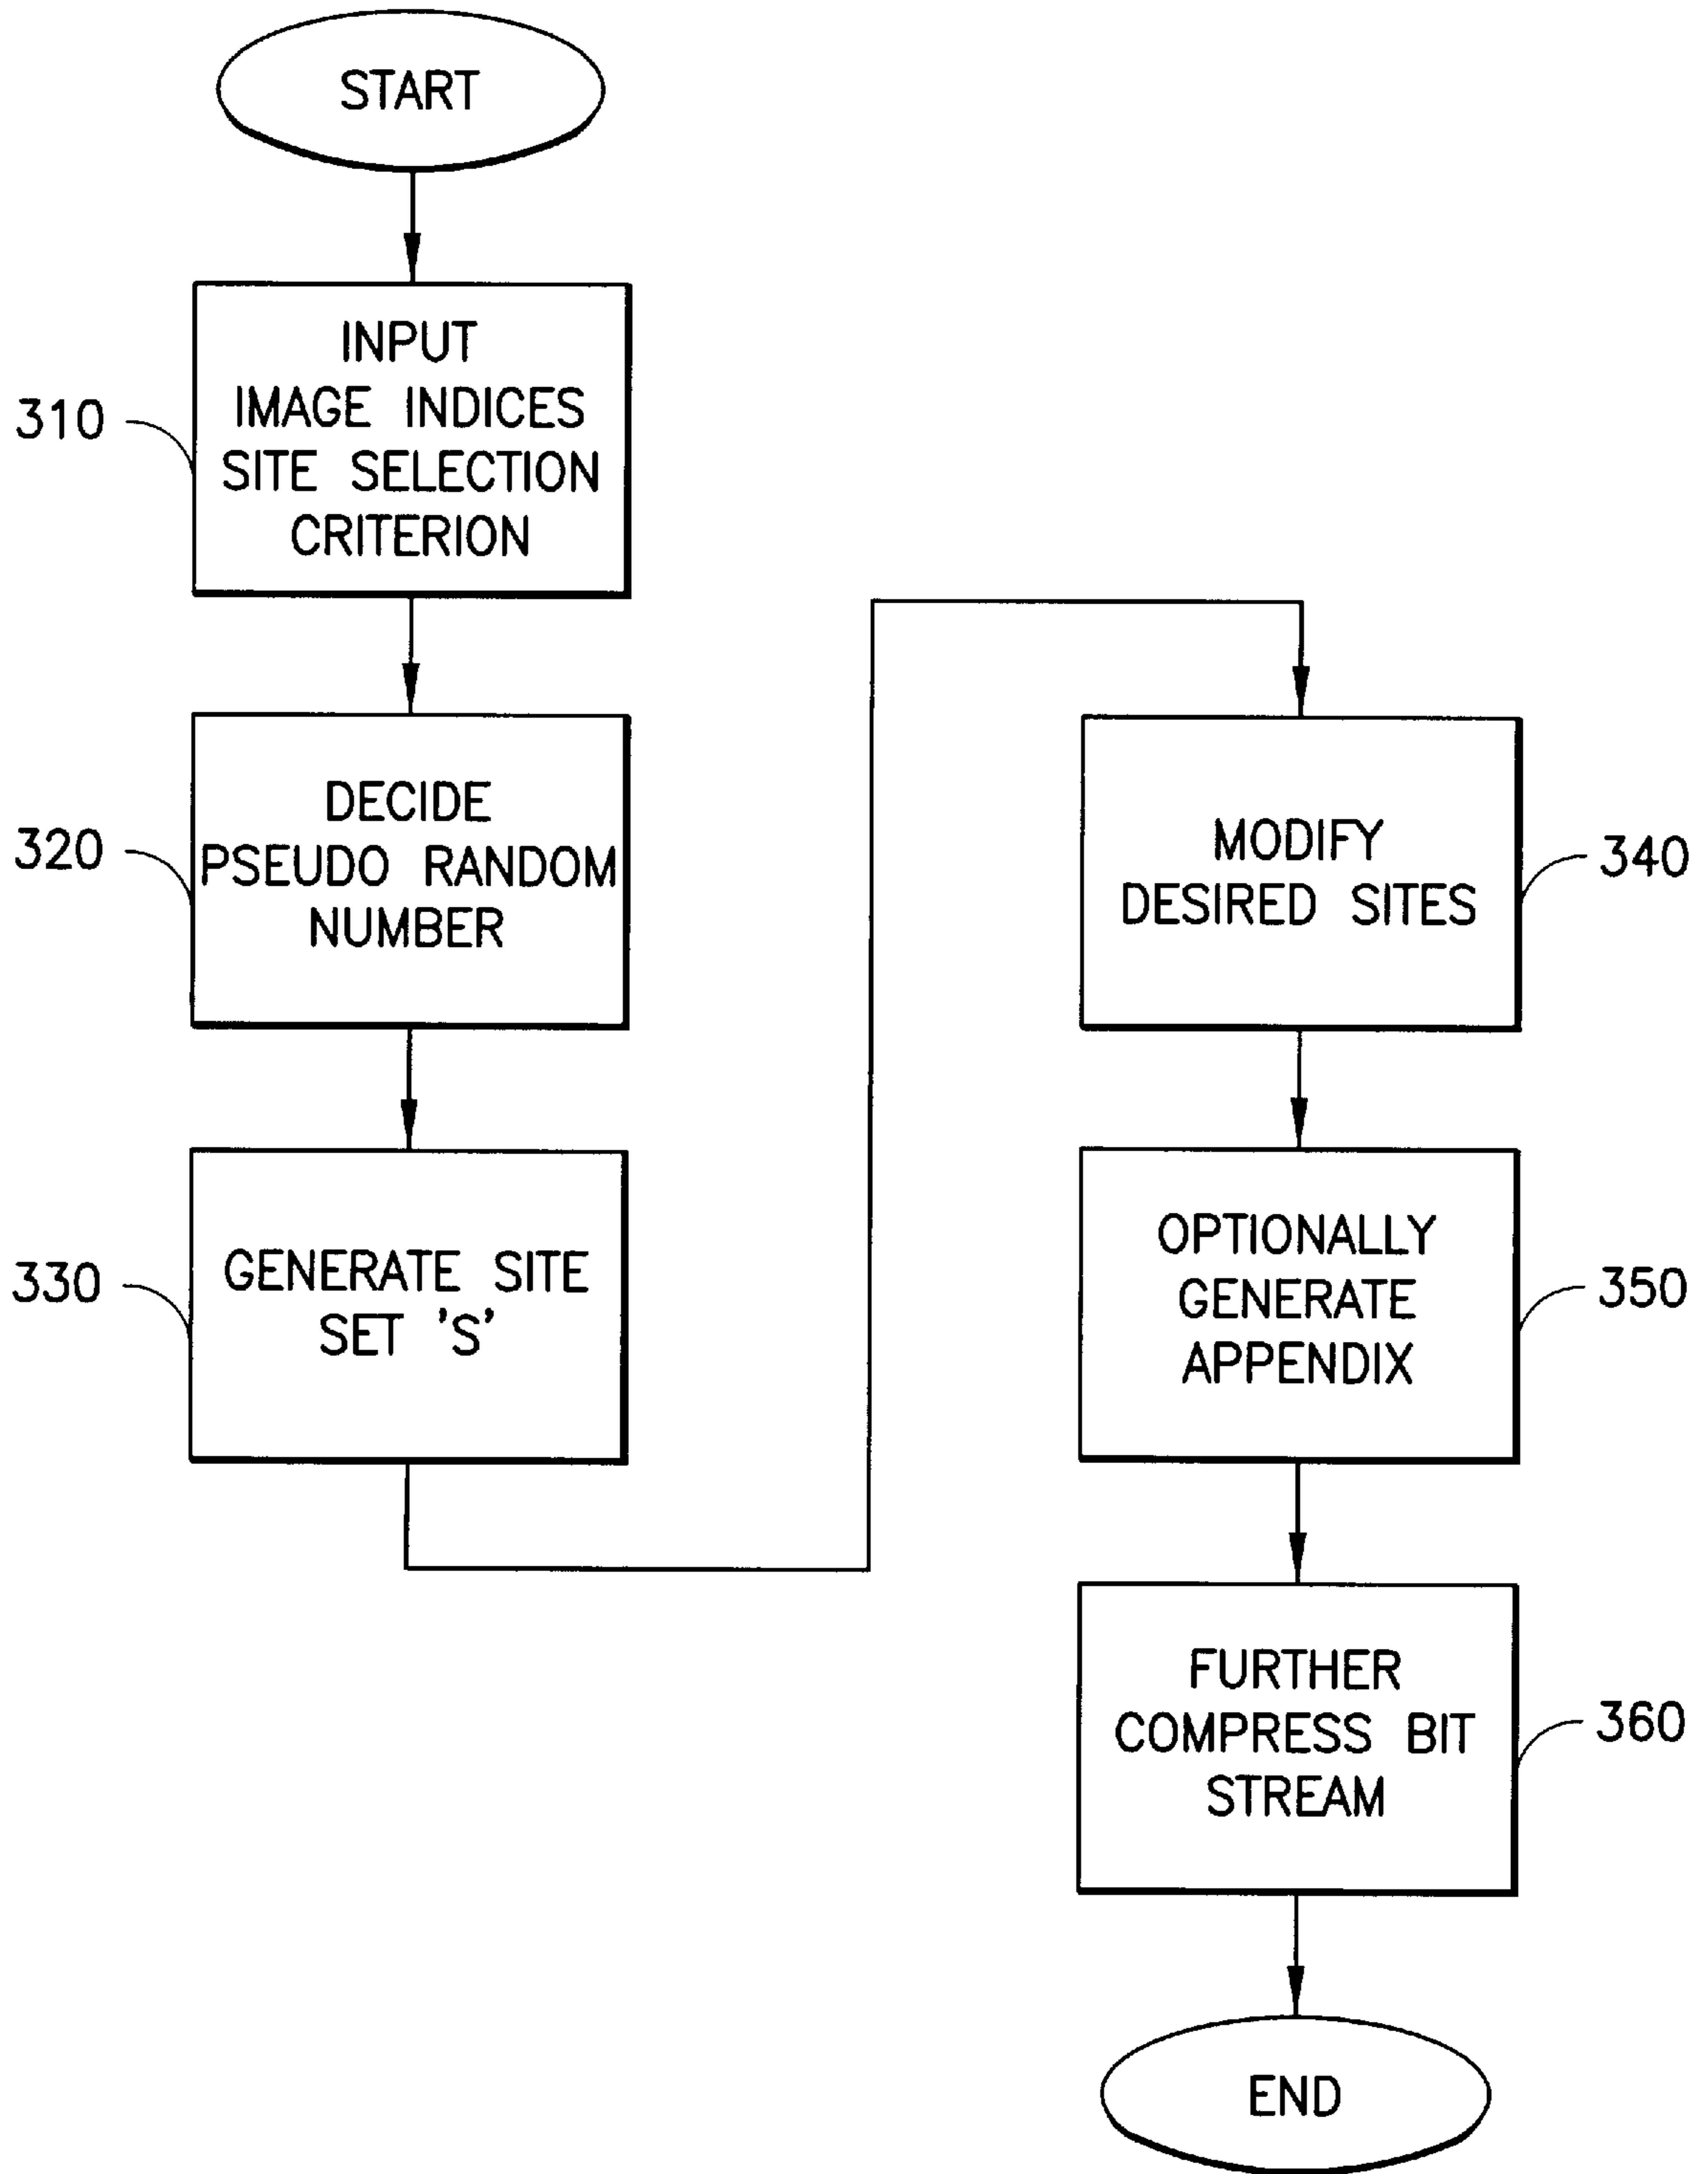 START
310
INPUT
IMAGE INDICES
SITE SELECTION
CRITERION
320
DECIDE
PSEUDO RANDOM
NUMBER
330
GENERATE SITE
SET 'S'
MODIFY
DESIRED SITES
340
OPTIONALLY
GENERATE
APPENDIX
350
FURTHER
COMPRESS BIT
STREAM
360
END